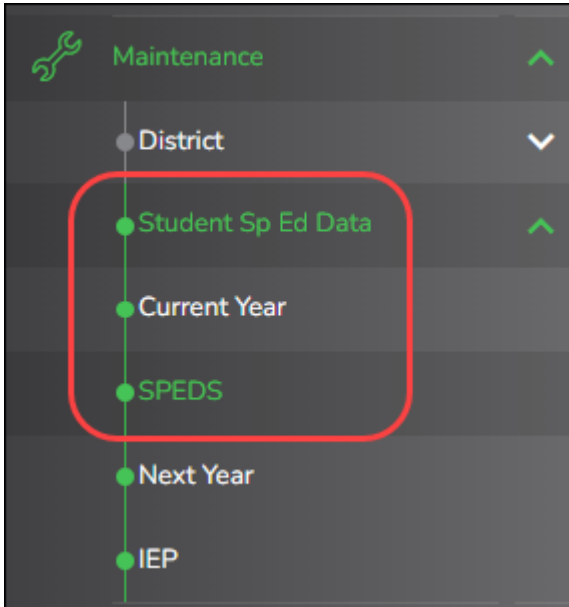 Maintenance
District
Student Sp Ed Data
Current Year
SPEDS
Next Year
IEP